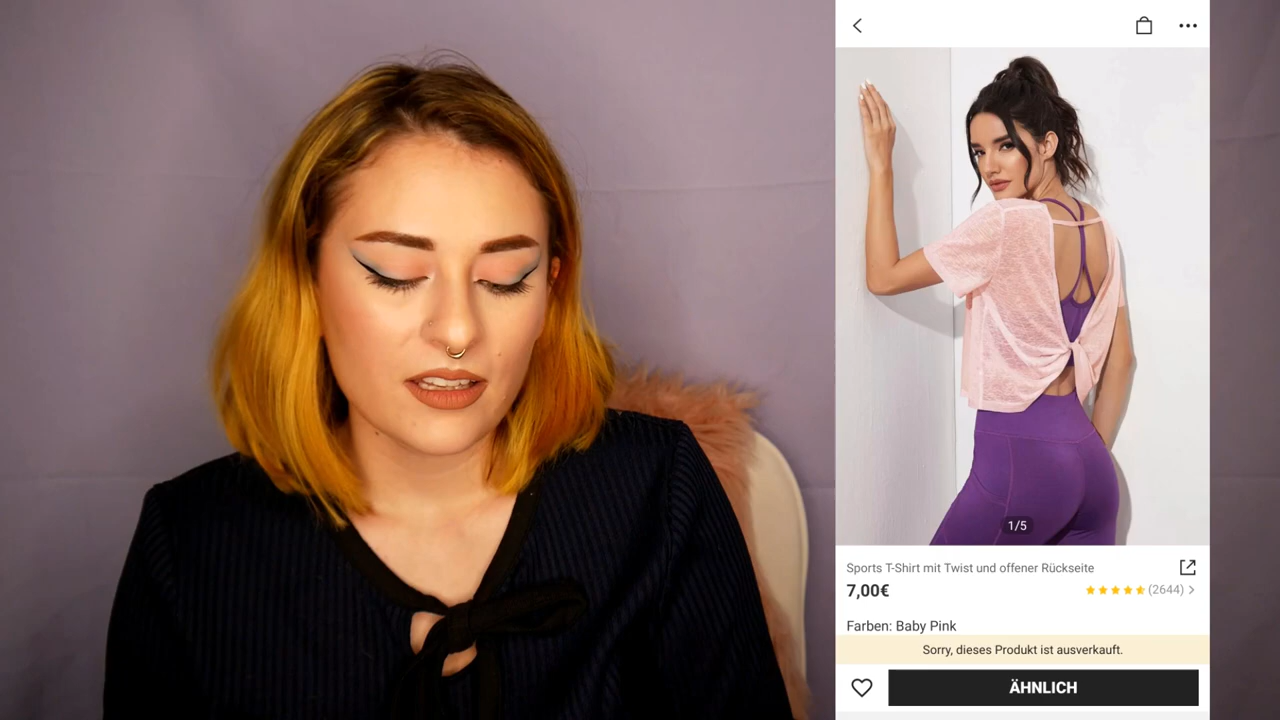 1/5
Sports T-Shirt mit Twist und offener Rückseite
7,00€
(2644)
Farben: Baby Pink
Sorry, dieses Produkt ist ausverkauft.
ÄHNLICH